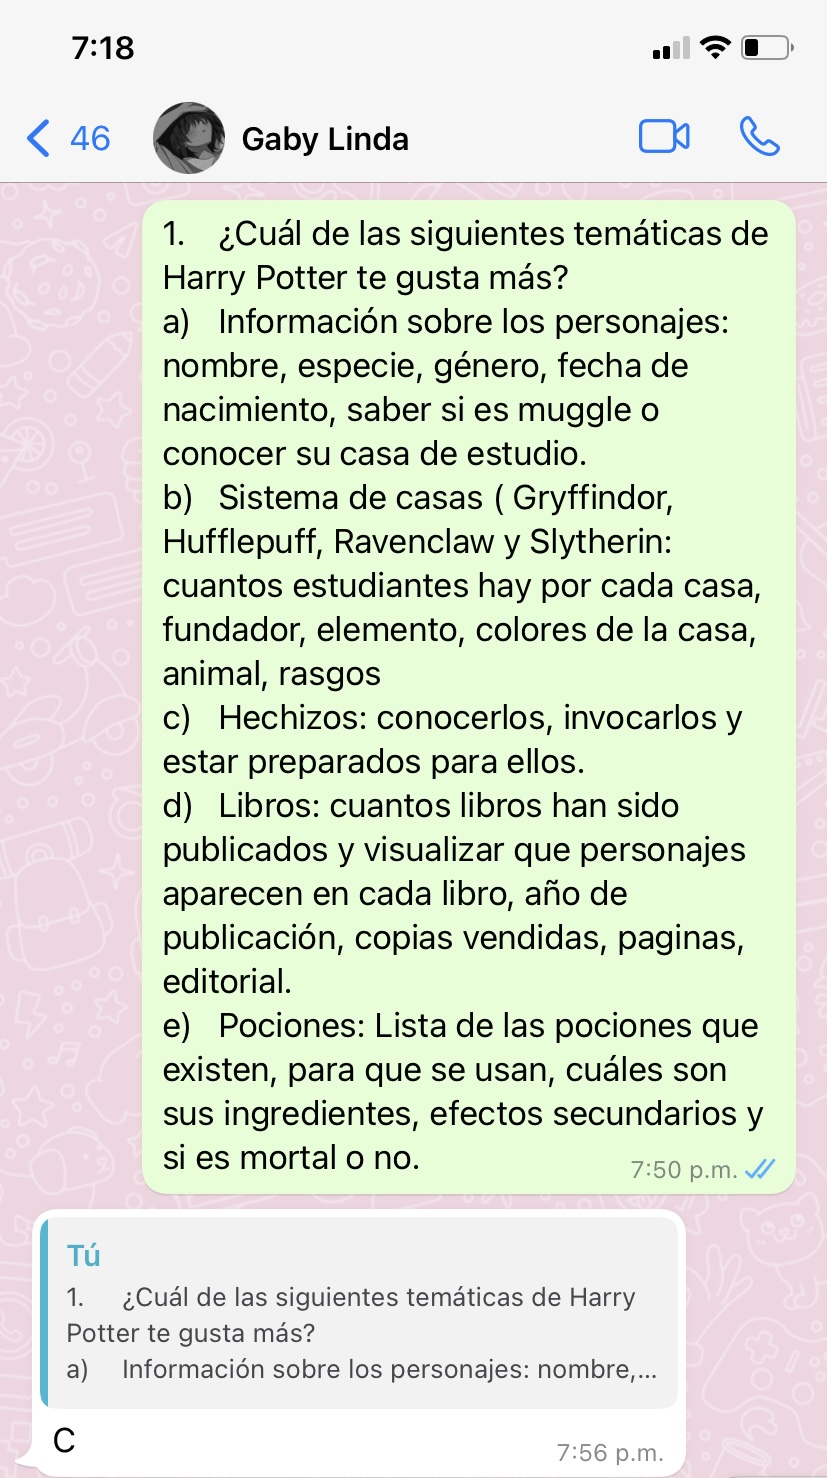 7:18
46
Gaby Linda
1. ¿Cuál de las siguientes temáticas de
Harry Potter te gusta más?
a) Información sobre los personajes:
nombre, especie, género, fecha de
nacimiento, saber si es muggle o
conocer su casa de estudio.
b) Sistema de casas ( Gryffindor,
Hufflepuff, Ravenclaw y Slytherin:
cuantos estudiantes hay por cada casa,
fundador, elemento, colores de la casa,
animal, rasgos
c) Hechizos: conocerlos, invocarlos y
estar preparados para ellos.
d) Libros: cuantos libros han sido
publicados y visualizar que personajes
aparecen en cada libro, año de
publicación, copias vendidas, paginas,
editorial.
e) Pociones: Lista de las pociones que
existen, para que se usan, cuáles son
sus ingredientes, efectos secundarios y
si es mortal o no.
7:50 p.m.
Tú
1. ¿Cuál de las siguientes temáticas de Harry
Potter te gusta más?
a) Información sobre los personajes: nombre,...
C
7:56 p.m.